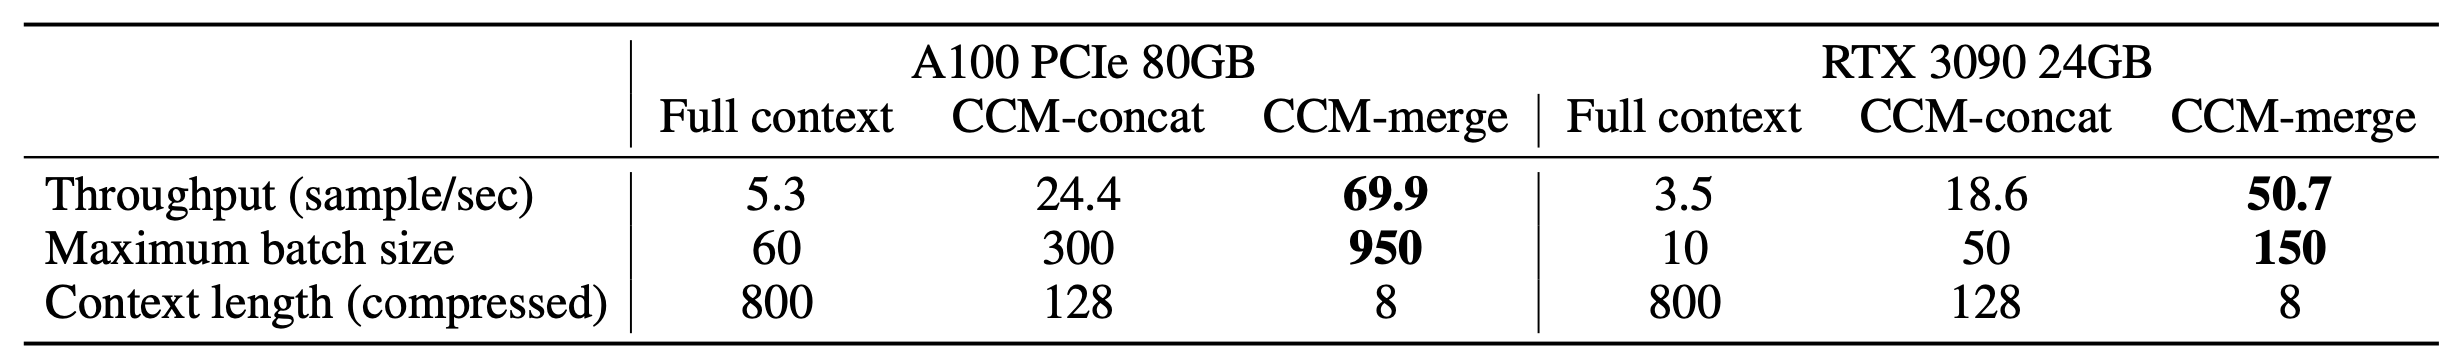 A100 PCIe 80GB RTX 3090 24GB
Full context CCM-concat CCM-merge Full context CCM-concat CCM-merge
Throughput (sample/sec) 5.3 24.4 69.9 3.5 18.6 50.7
Maximum batch size 60 300 950 10 50 150
Context length (compressed) 800 128 8 800 128 8